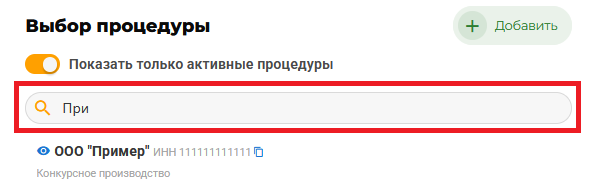 Выбор процедуры
Добавить
Показать только активные процедуры
При
ООО "Пример" ИНН 111111111111
Конкурсное производство